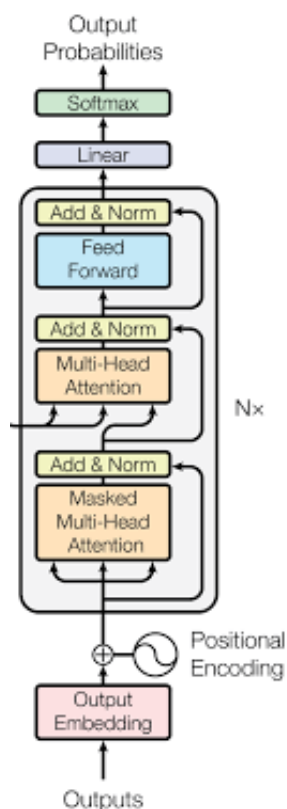 Output
Probabilities
Softmax
Linear
Add & Norm
Feed
Forward
Add & Norm
Multi-Head
Attention
N×
Add & Norm
Masked
Multi-Head
Attention
Positional
Encoding
Output
Embedding
Outputs